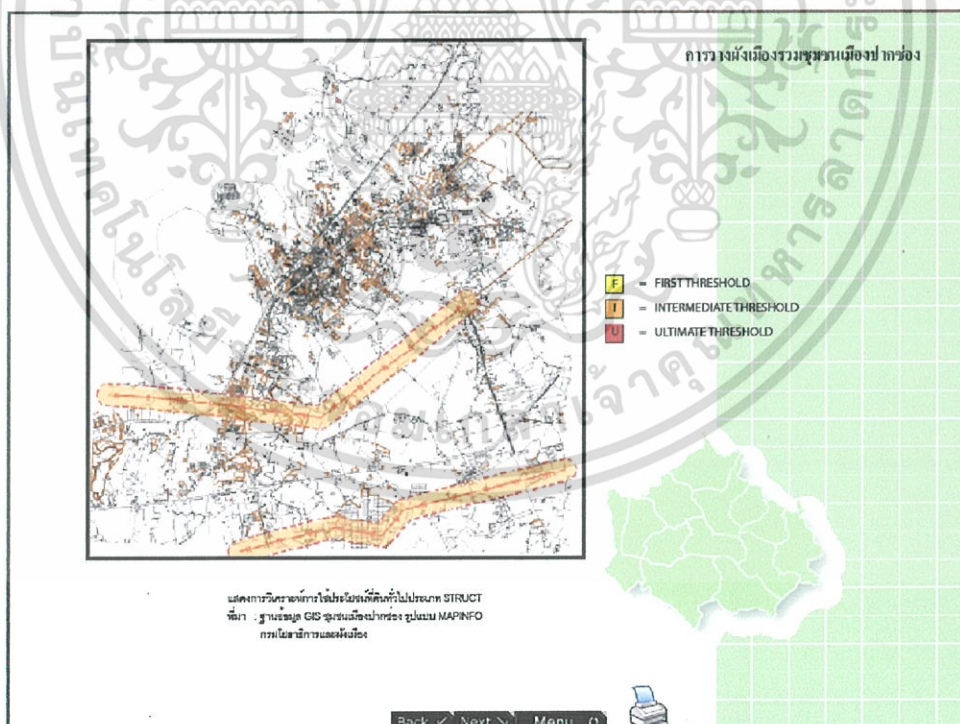 การวางผังเมืองรวมชุมชนเมืองปากช่อง
F = FIRST THRESHOLD
I = INTERMEDIATE THRESHOLD
U = ULTIMATE THRESHOLD
แสดงการวิเคราะห์การใช้ประโยชน์ที่ดินทั่วไปประเภท STRUCT
ที่มา : ฐานข้อมูล GIS ชุมชนเมืองปากช่อง รูปแบบ MAPINFO
กรมโยธาธิการและผังเมือง
Back Next Menu